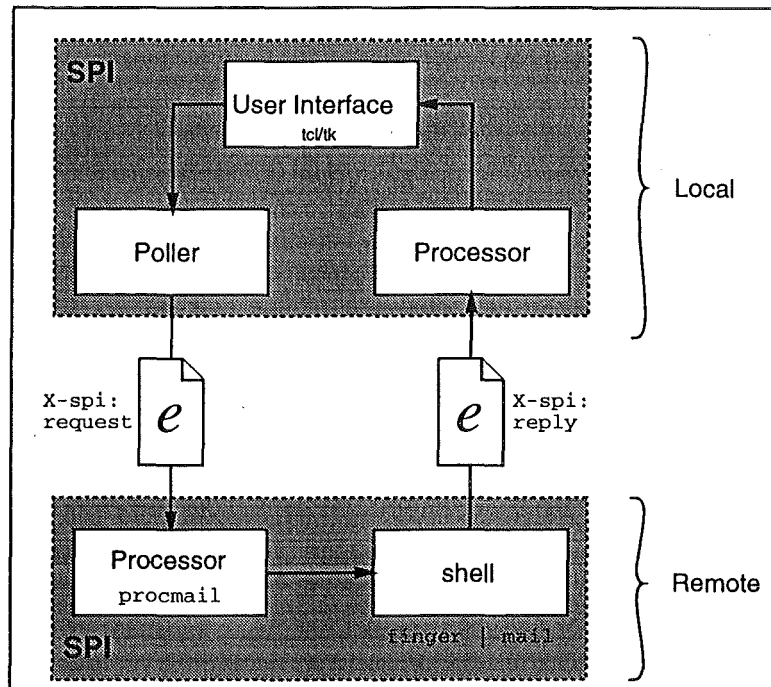 SPI
User Interface
tcl/tk
Poller
Processor
Local
X-spi:
request
e
e
X-spi:
reply
Processor
procmail
shell
Remote
SPI
finger | mail